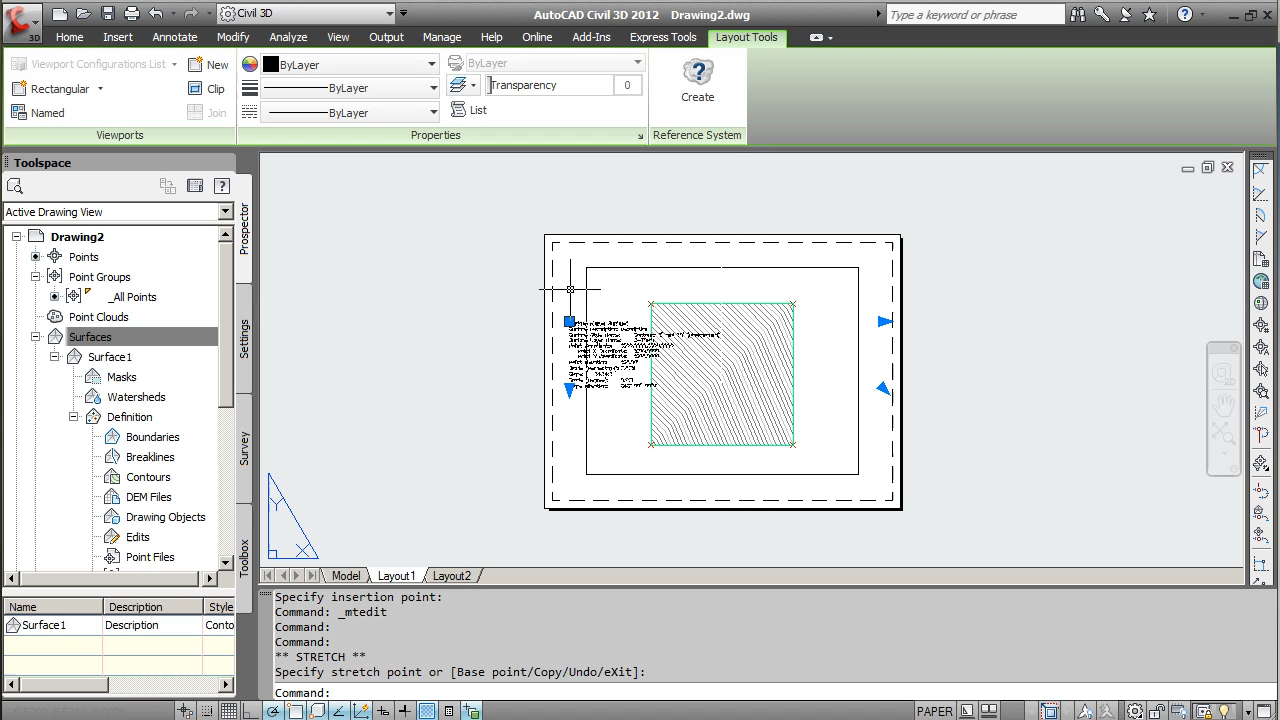 Civil 3D
AutoCAD Civil 3D 2012 Drawing2.dwg
Type a keyword or phrase
3D
Home Insert Annotate Modify Analyze View Output Manage Help Online Add-Ins Express Tools Layout Tools
Viewport Configurations List New
Rectangular Clip
Named Join
Viewports
ByLayer
ByLayer
ByLayer
ByLayer
Transparency 0
List
Properties
Create
Reference System
Toolspace
Active Drawing View
Drawing2
Points
Point Groups
_All Points
Point Clouds
Surfaces
Surface1
Masks
Watersheds
Definition
Boundaries
Breaklines
Contours
DEM Files
Drawing Objects
Edits
Point Files
Prospector
Settings
Survey
Toolbox
Name Description Style
Surface1 Description Conto
Y
X
2D
Model Layout1 Layout2
Specify insertion point:
Command: _mtedit
Command:
Command:
** STRETCH **
Specify stretch point or [Base point/Copy/Undo/eXit]:
Command:
PAPER